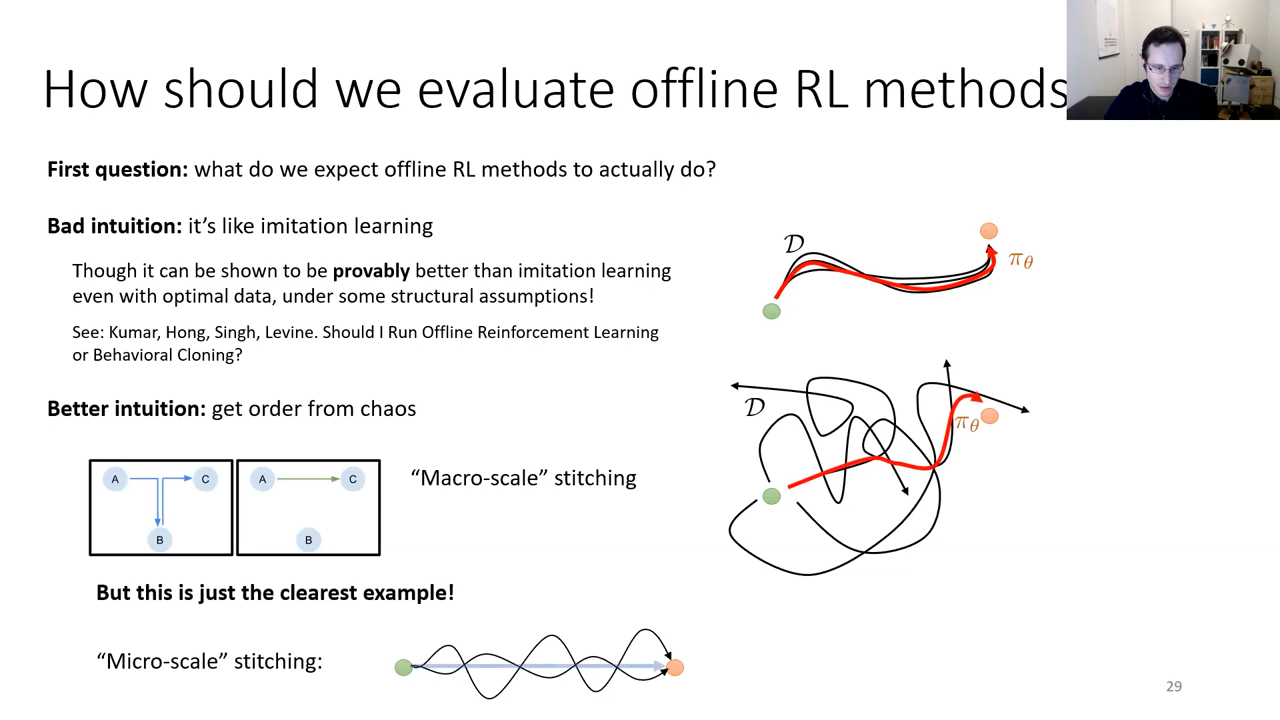 How should we evaluate offline RL methods
First question: what do we expect offline RL methods to actually do?
Bad intuition: it's like imitation learning
Though it can be shown to be provably better than imitation learning
even with optimal data, under some structural assumptions!
See: Kumar, Hong, Singh, Levine. Should I Run Offline Reinforcement Learning
or Behavioral Cloning?
𝒟
π_θ
Better intuition: get order from chaos
𝒟
π_θ
A C A C
B B
“Macro-scale” stitching
But this is just the clearest example!
“Micro-scale” stitching:
29